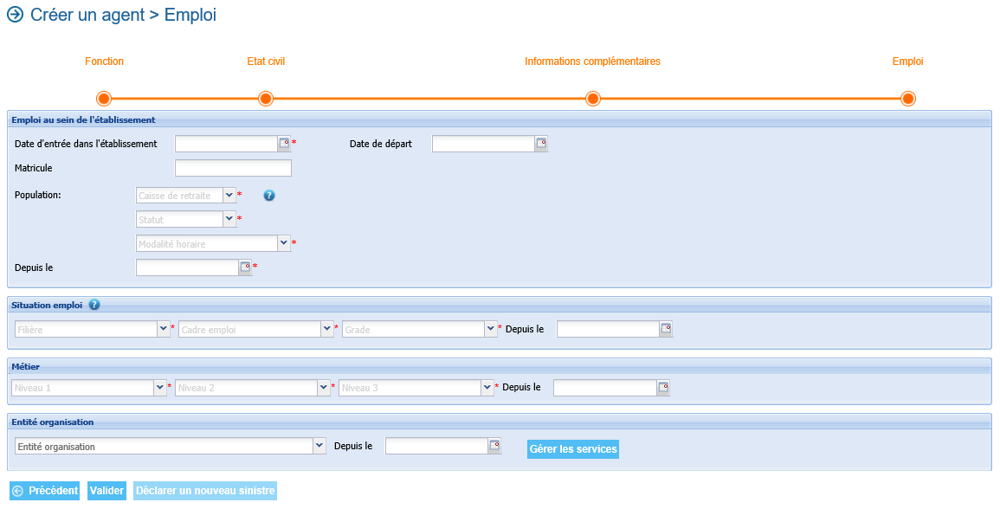 Créer un agent > Emploi
Fonction Etat civil Informations complémentaires Emploi
Emploi au sein de l'établissement
Date d'entrée dans l'établissement * Date de départ
Matricule
Population: Caisse de retraite * ?
Statut *
Modalité horaire *
Depuis le *
Situation emploi ?
Filière * Cadre emploi * Grade * Depuis le
Métier
Niveau 1 * Niveau 2 * Niveau 3 * Depuis le
Entité organisation
Entité organisation Depuis le Gérer les services
Précédent Valider Déclarer un nouveau sinistre